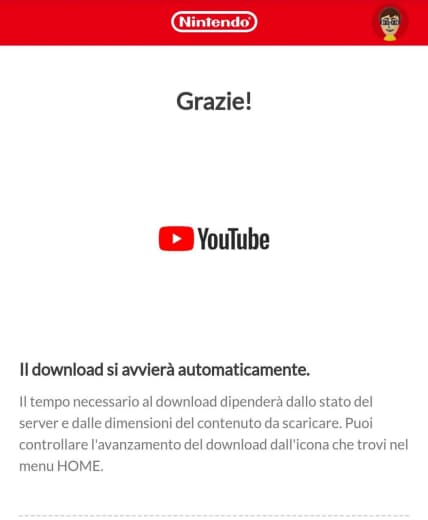 Nintendo
Grazie!
YouTube
Il download si avvierà automaticamente.
Il tempo necessario al download dipenderà dallo stato del
server e dalle dimensioni del contenuto da scaricare. Puoi
controllare l'avanzamento del download dall'icona che trovi nel
menu HOME.